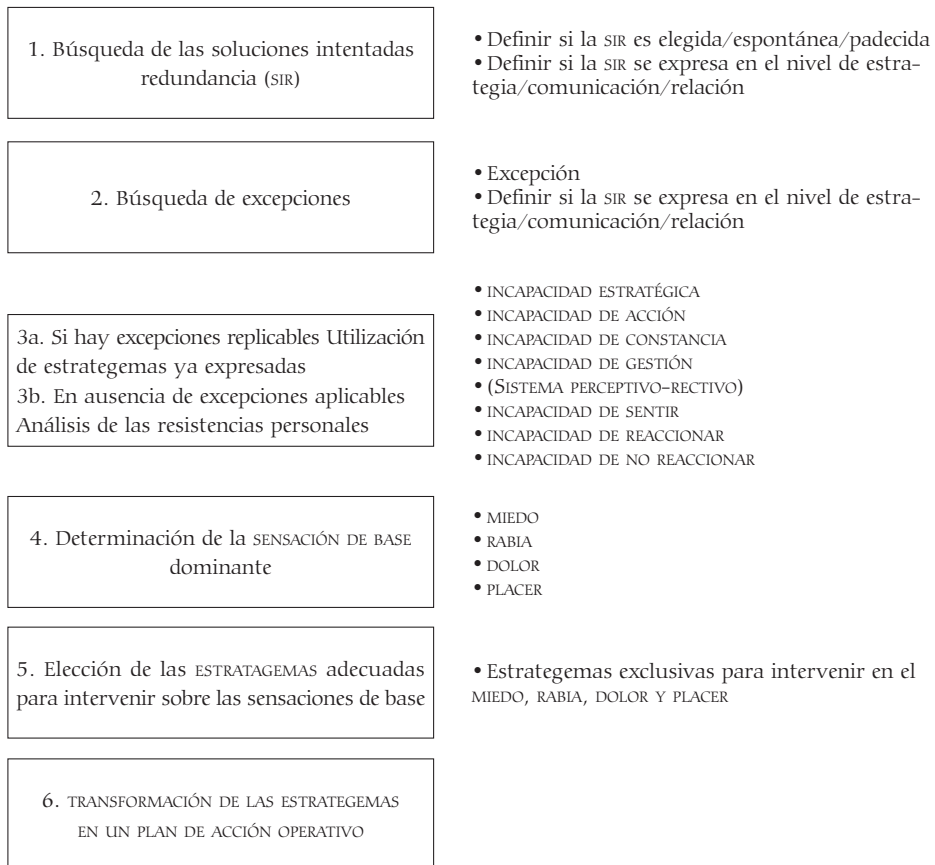 1. Búsqueda de las soluciones intentadas
redundancia (SIR)
• Definir si la SIR es elegida/espontánea/padecida
• Definir si la SIR se expresa en el nivel de estra-
tegia/comunicación/relación
2. Búsqueda de excepciones
• Excepción
• Definir si la SIR se expresa en el nivel de estra-
tegia/comunicación/relación
3a. Si hay excepciones replicables Utilización
de estrategemas ya expresadas
3b. En ausencia de excepciones aplicables
Análisis de las resistencias personales
• INCAPACIDAD ESTRATÉGICA
• INCAPACIDAD DE ACCIÓN
• INCAPACIDAD DE CONSTANCIA
• INCAPACIDAD DE GESTIÓN
• (SISTEMA PERCEPTIVO-RECTIVO)
• INCAPACIDAD DE SENTIR
• INCAPACIDAD DE REACCIONAR
• INCAPACIDAD DE NO REACCIONAR
4. Determinación de la SENSACIÓN DE BASE
dominante
• MIEDO
• RABIA
• DOLOR
• PLACER
5. Elección de las ESTRATAGEMAS adecuadas
para intervenir sobre las sensaciones de base
• Estrategemas exclusivas para intervenir en el
MIEDO, RABIA, DOLOR Y PLACER
6. TRANSFORMACIÓN DE LAS ESTRATEGEMAS
EN UN PLAN DE ACCIÓN OPERATIVO